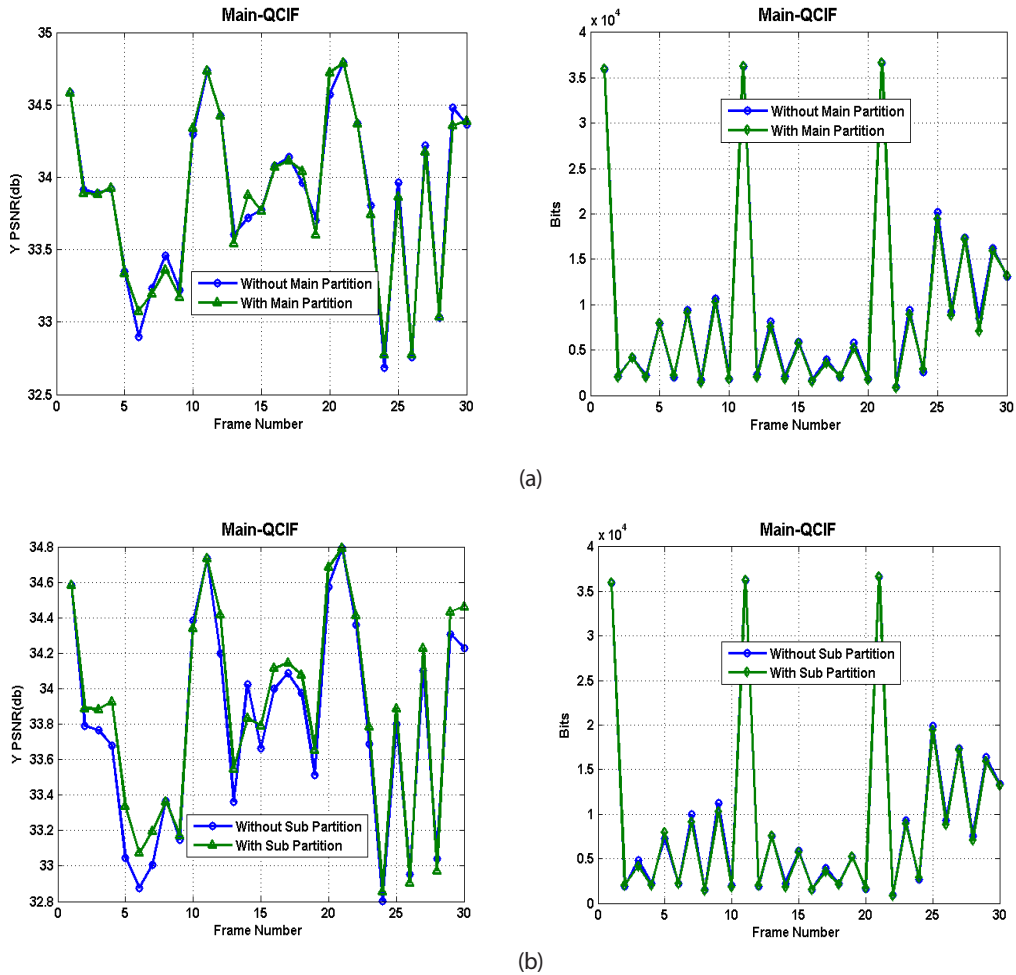 Main-QCIF
35
34.5
34
33.5
33
32.5
Y PSNR(db)
Without Main Partition
With Main Partition
0 5 10 15 20 25 30
Frame Number
Main-QCIF
x 10^4
4
3.5
3
2.5
2
1.5
1
0.5
0
Bits
Without Main Partition
With Main Partition
0 5 10 15 20 25 30
Frame Number
(a)
Main-QCIF
34.8
34.6
34.4
34.2
34
33.8
33.6
33.4
33.2
33
32.8
Y PSNR(db)
Without Sub Partition
With Sub Partition
0 5 10 15 20 25 30
Frame Number
Main-QCIF
x 10^4
4
3.5
3
2.5
2
1.5
1
0.5
0
Bits
Without Sub Partition
With Sub Partition
0 5 10 15 20 25 30
Frame Number
(b)